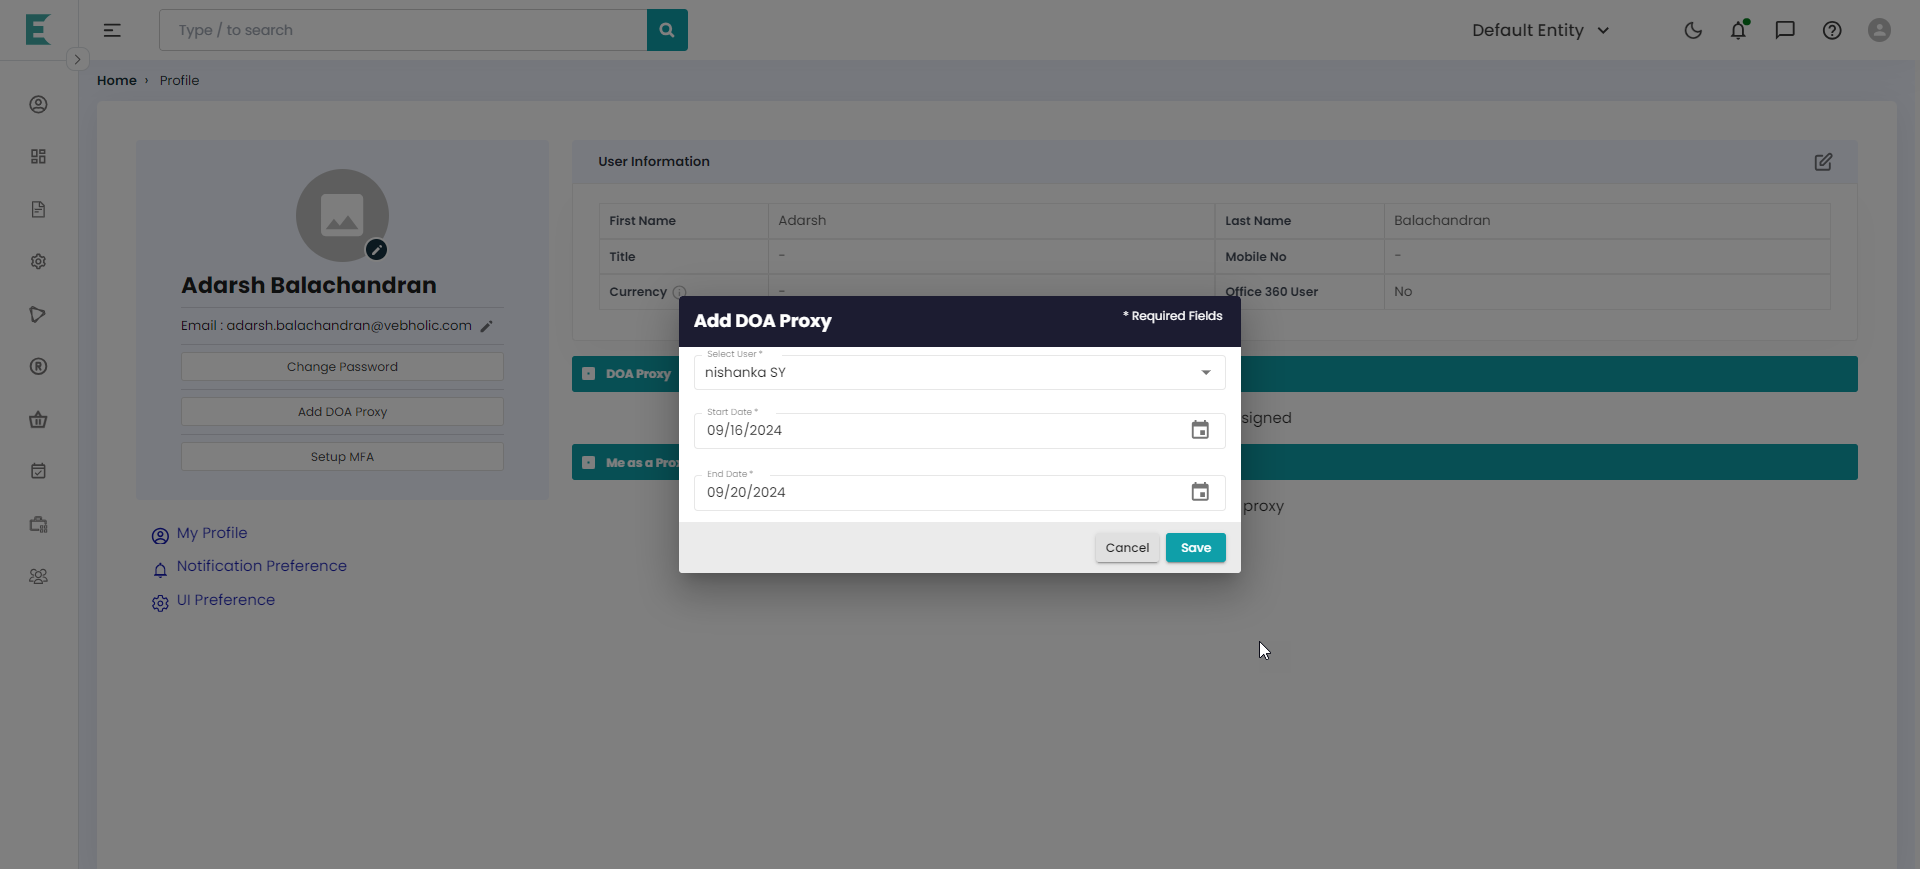 Type / to search
Default Entity
Home › Profile
Adarsh Balachandran
Email : adarsh.balachandran@vebholic.com
Change Password
Add DOA Proxy
Setup MFA
My Profile
Notification Preference
UI Preference
User Information
First Name Adarsh Last Name Balachandran
Title - Mobile No -
Currency - Office 360 User No
DOA Proxy
signed
Me as a Pro
proxy
Add DOA Proxy
* Required Fields
Select User *
nishanka SY
Start Date *
09/16/2024
End Date *
09/20/2024
Cancel Save